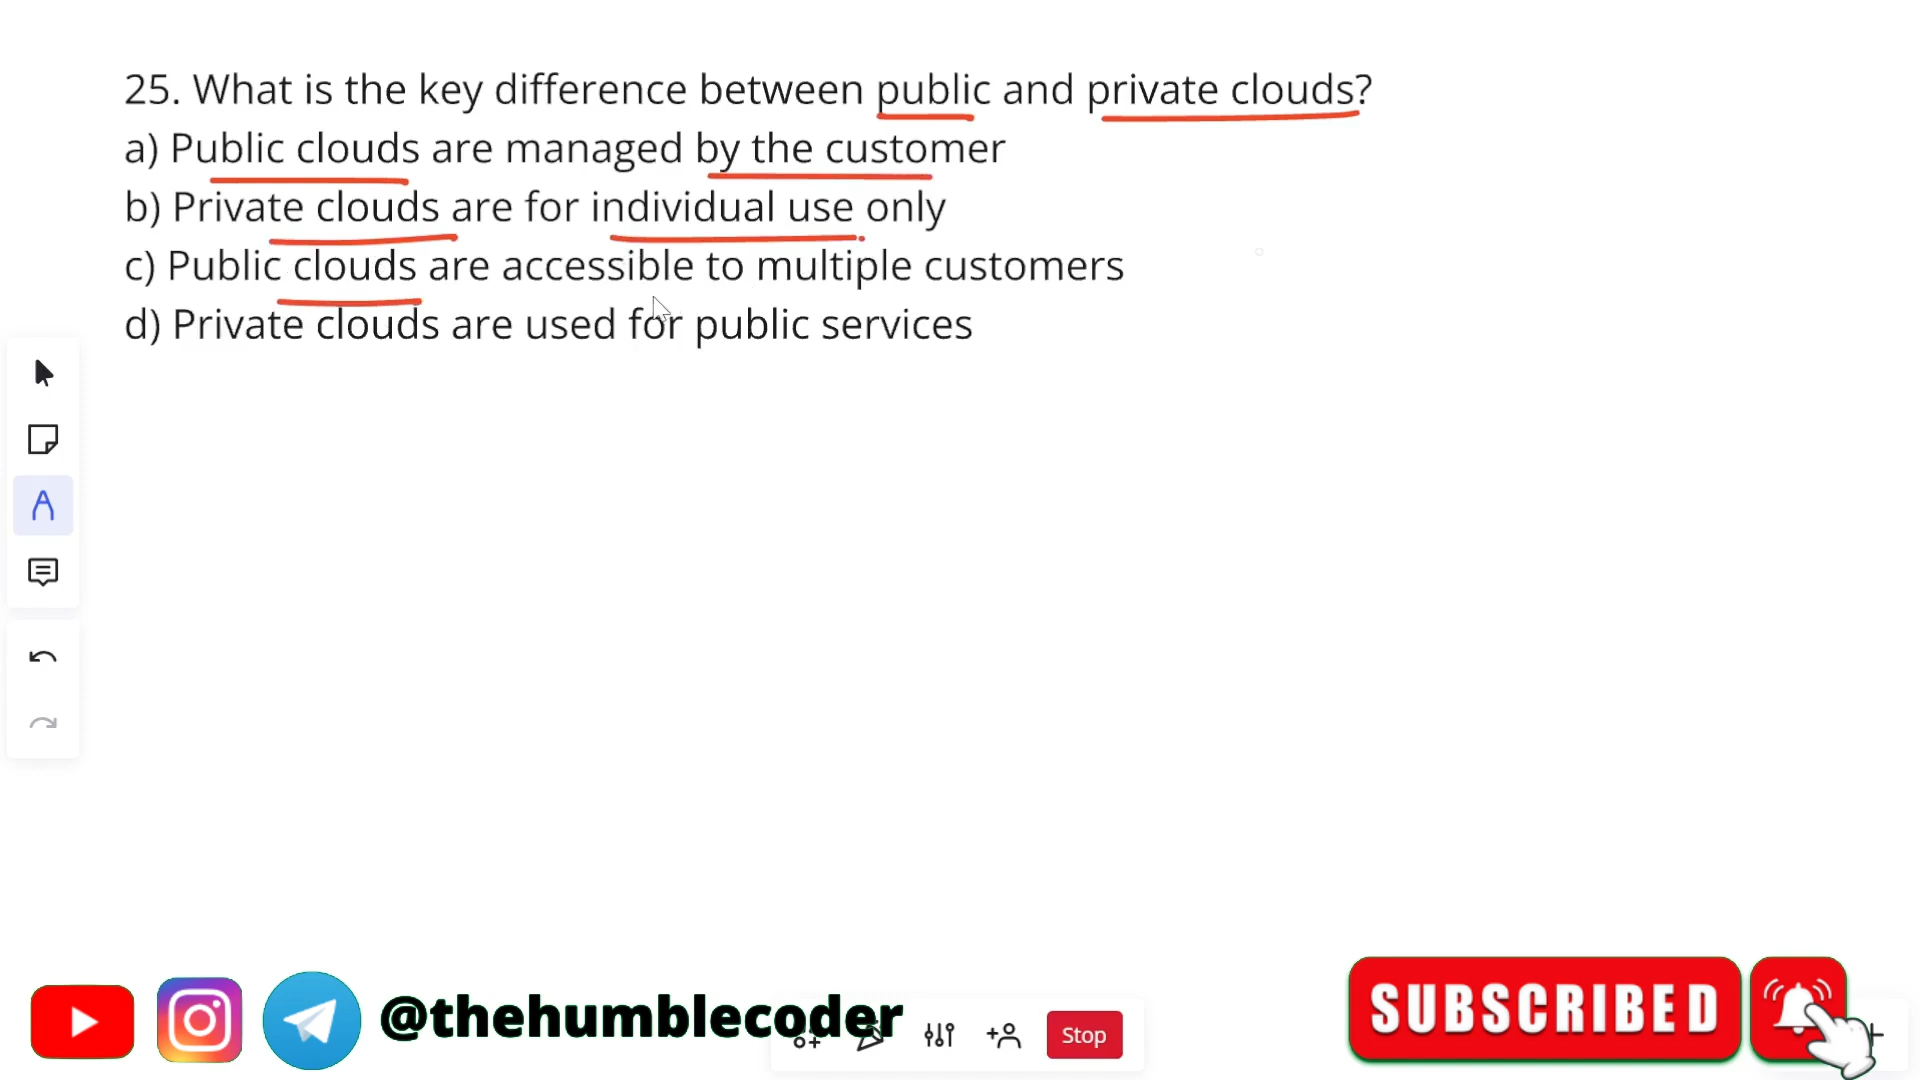 25. What is the key difference between public and private clouds?
a) Public clouds are managed by the customer
b) Private clouds are for individual use only
c) Public clouds are accessible to multiple customers
d) Private clouds are used for public services
@thehumblecoder
Stop
SUBSCRIBED